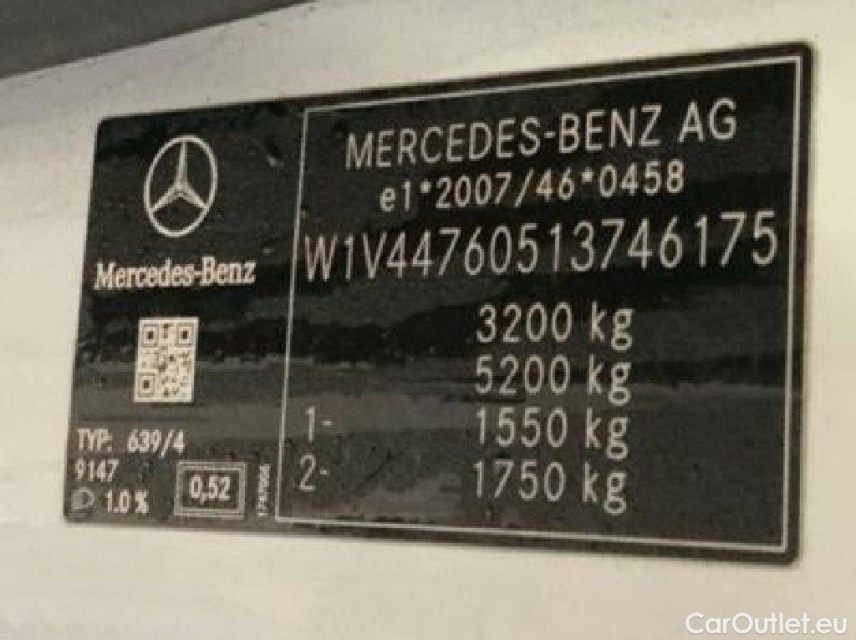 MERCEDES-BENZ AG
e1*2007/46*0458
W1V44760513746175
3200 kg
5200 kg
1- 1550 kg
2- 1750 kg
Mercedes-Benz
TYP: 639/4
9147
1.0 %
0,52
CarOutlet.eu